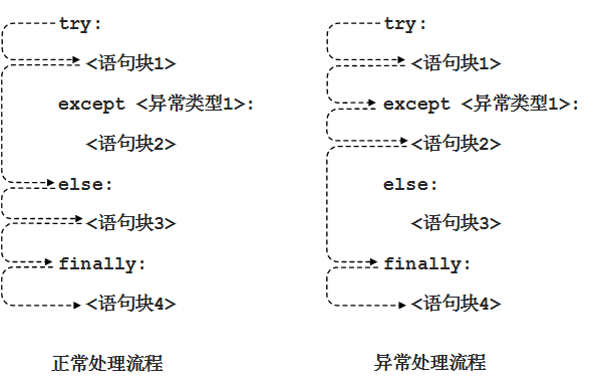 try:
<语句块1>
except <异常类型1>:
<语句块2>
else:
<语句块3>
finally:
<语句块4>
正常处理流程
try:
<语句块1>
except <异常类型1>:
<语句块2>
else:
<语句块3>
finally:
<语句块4>
异常处理流程